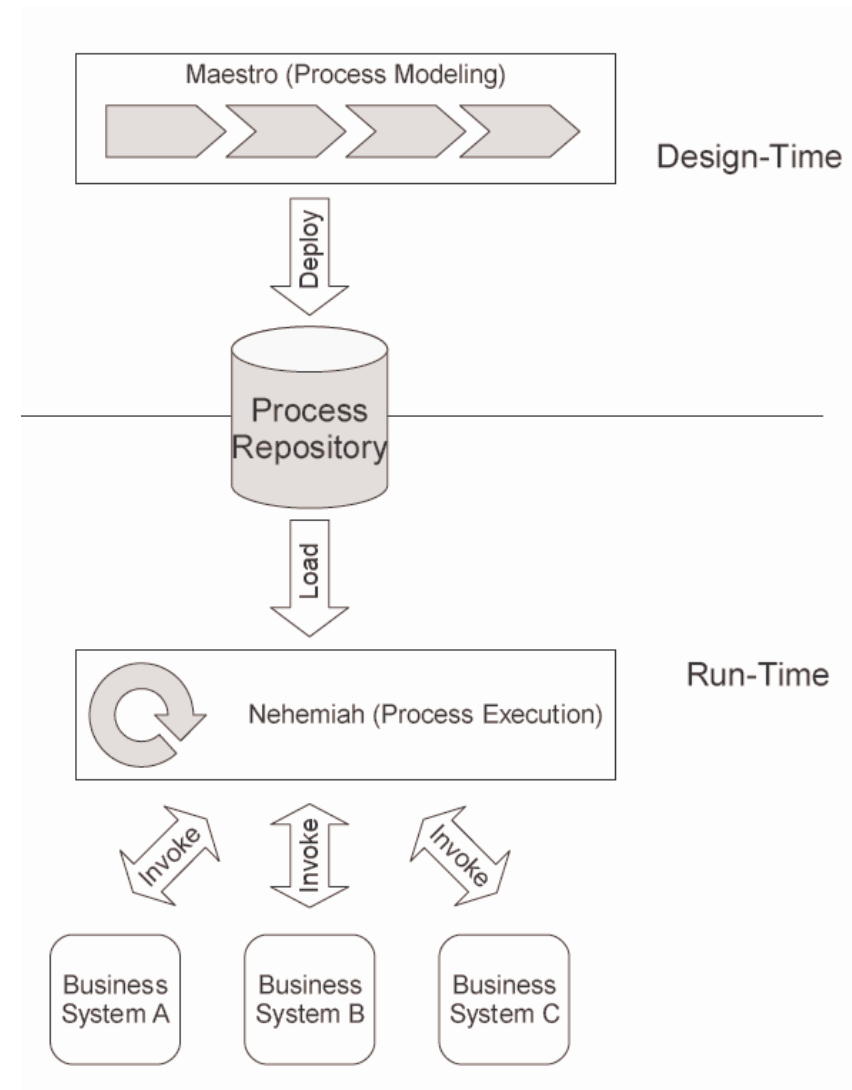 Maestro (Process Modeling)
Design-Time
Deploy
Process
Repository
Load
Run-Time
Nehemiah (Process Execution)
Invoke
Invoke
Invoke
Business
System A
Business
System B
Business
System C